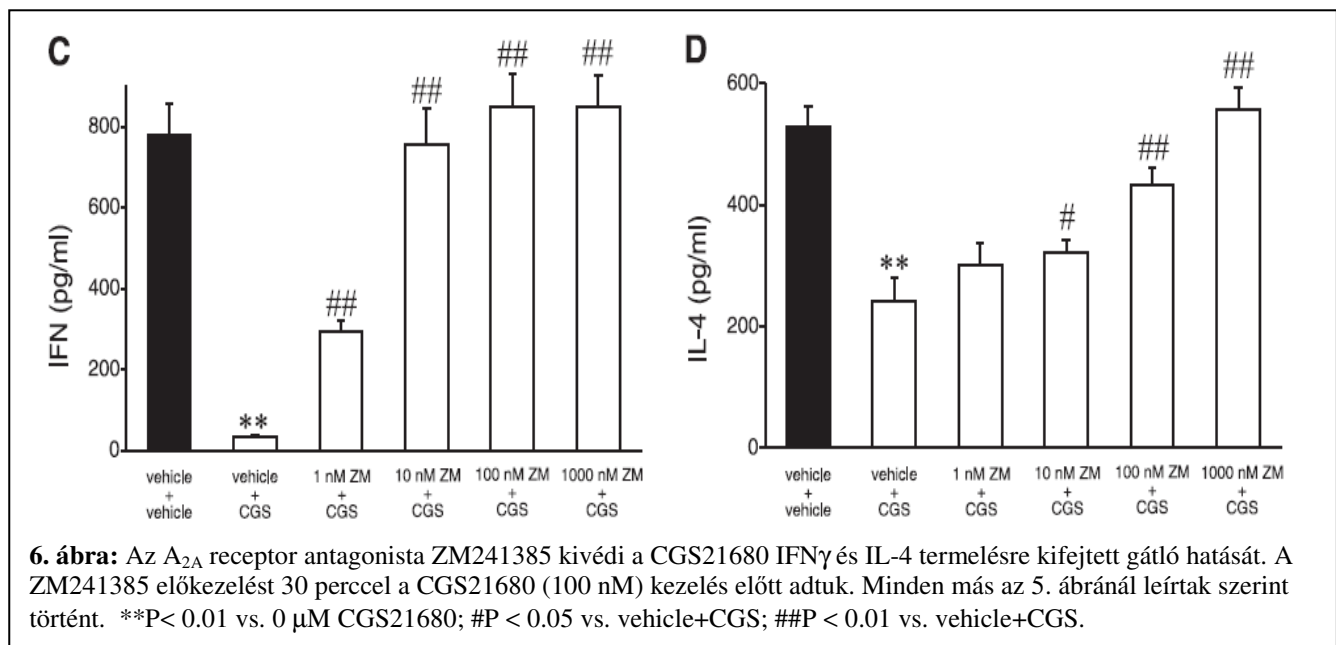 C
##
##
##
800
600
400
200
0
IFN (pg/ml)
**
##
vehicle
+
vehicle
vehicle
+
CGS
1 nM ZM
+
CGS
10 nM ZM
+
CGS
100 nM ZM
+
CGS
1000 nM ZM
+
CGS
D
##
##
#
**
600
400
200
0
IL-4 (pg/ml)
vehicle
+
vehicle
vehicle
+
CGS
1 nM ZM
+
CGS
10 nM ZM
+
CGS
100 nM ZM
+
CGS
1000 nM ZM
+
CGS
6. ábra: Az A2A receptor antagonista ZM241385 kivédi a CGS21680 IFNγ és IL-4 termelésre kifejtett gátló hatását. A
ZM241385 előkezelést 30 perccel a CGS21680 (100 nM) kezelés előtt adtuk. Minden más az 5. ábránál leírtak szerint
történt. **P< 0.01 vs. 0 μM CGS21680; #P < 0.05 vs. vehicle+CGS; ##P < 0.01 vs. vehicle+CGS.